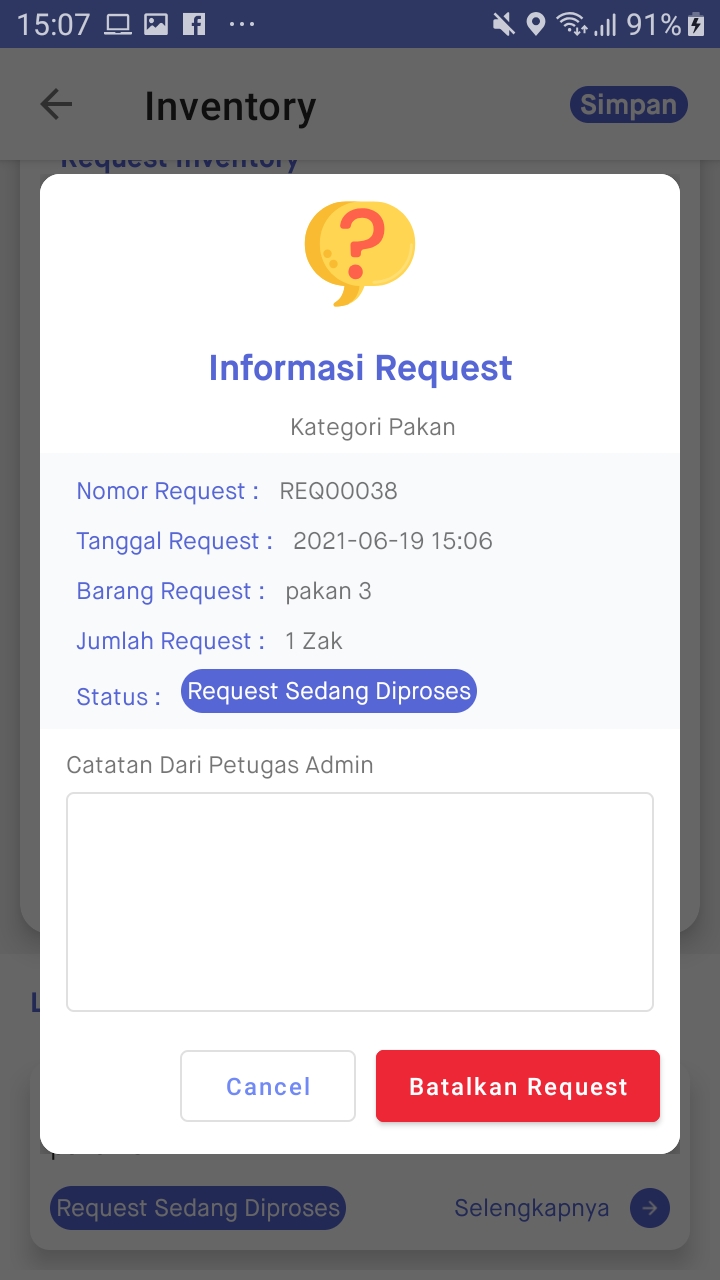 15:07 91%
Inventory Simpan
Request Inventory
Informasi Request
Kategori Pakan
Nomor Request : REQ00038
Tanggal Request : 2021-06-19 15:06
Barang Request : pakan 3
Jumlah Request : 1 Zak
Status : Request Sedang Diproses
Catatan Dari Petugas Admin
Cancel Batalkan Request
Request Sedang Diproses Selengkapnya